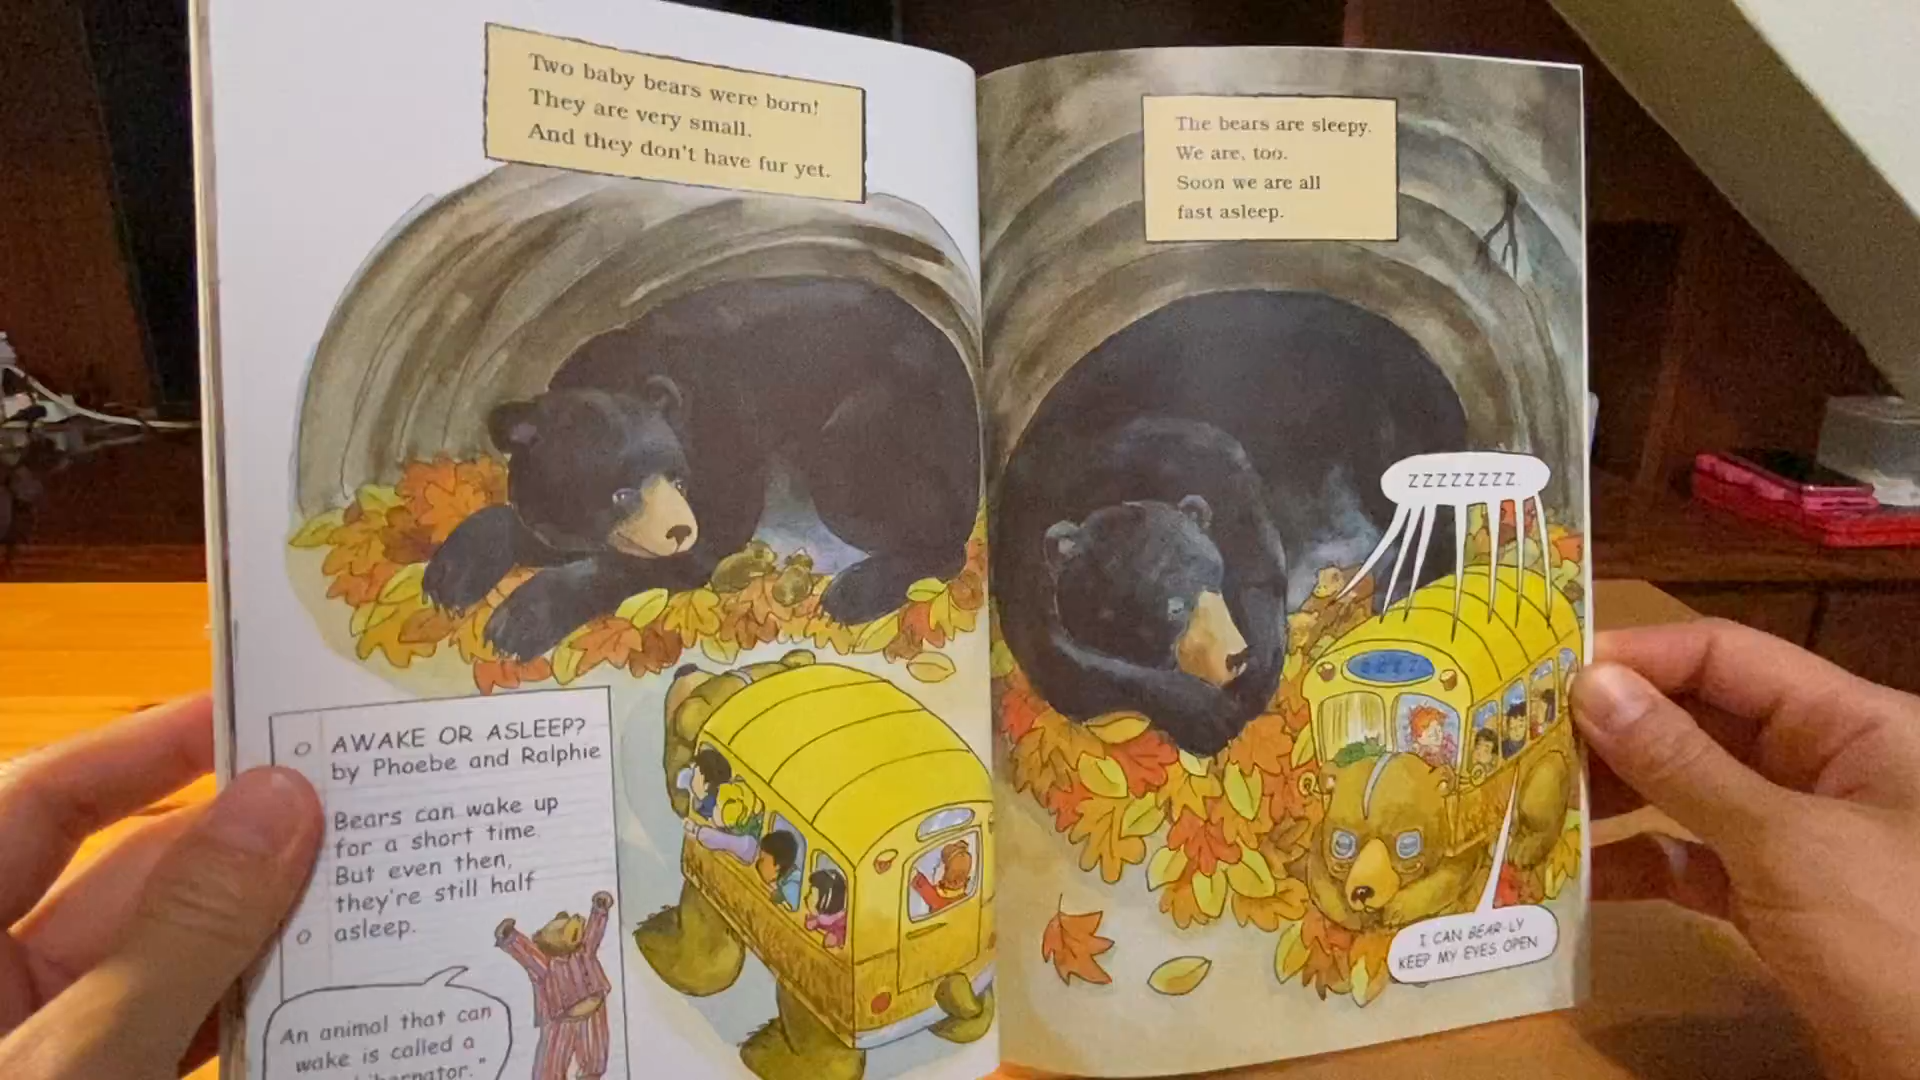 Two baby bears were born!
They are very small.
And they don't have fur yet.
AWAKE OR ASLEEP?
by Phoebe and Ralphie
Bears can wake up
for a short time.
But even then,
they're still half
asleep.
An animal that can
wake is called a
The bears are sleepy.
We are, too.
Soon we are all
fast asleep.
ZZZZZZZZ.
I CAN BEAR-LY
KEEP MY EYES OPEN